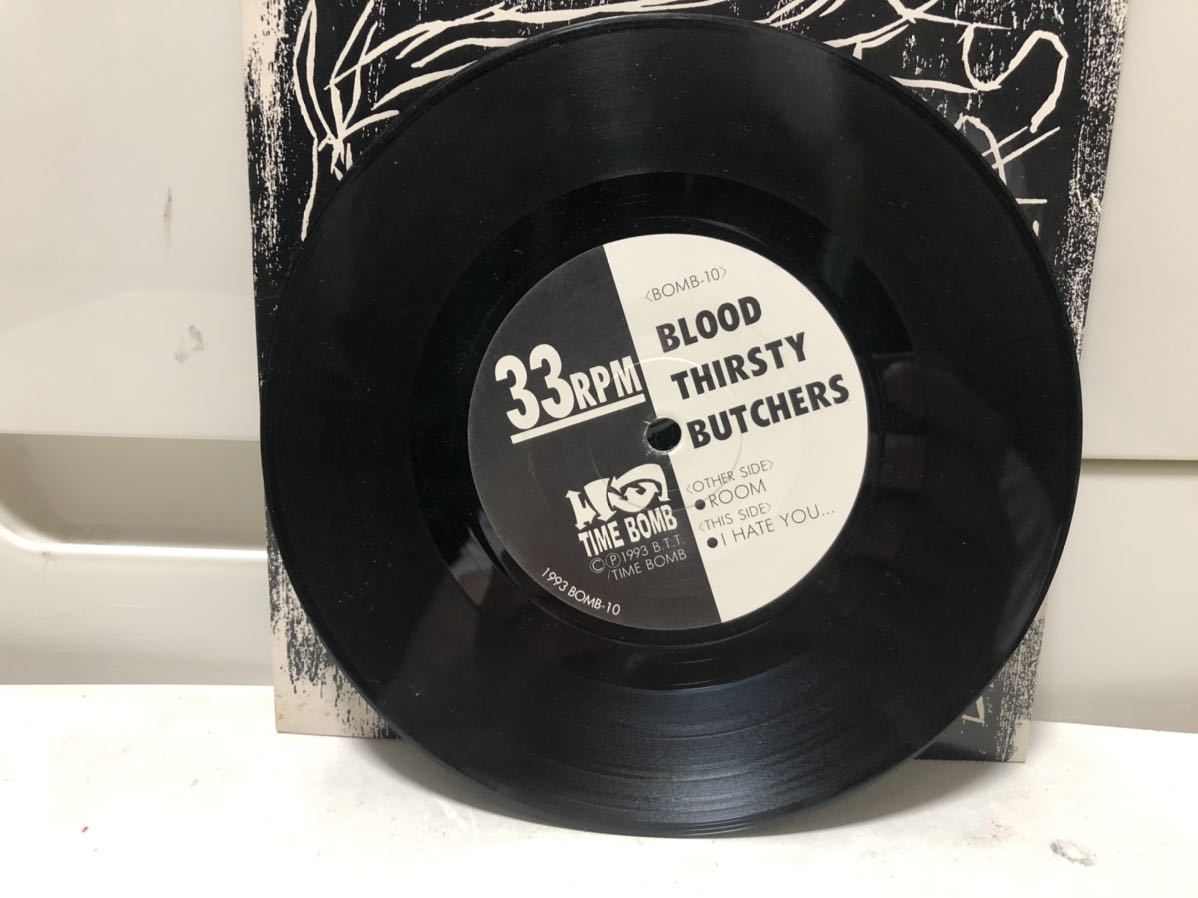 <BOMB-10>
BLOOD
THIRSTY
BUTCHERS
33RPM
<OTHER SIDE>
• ROOM
<THIS SIDE>
• I HATE YOU...
TIME BOMB
©℗1993 B.T.T.
/TIME BOMB
1993 BOMB-10